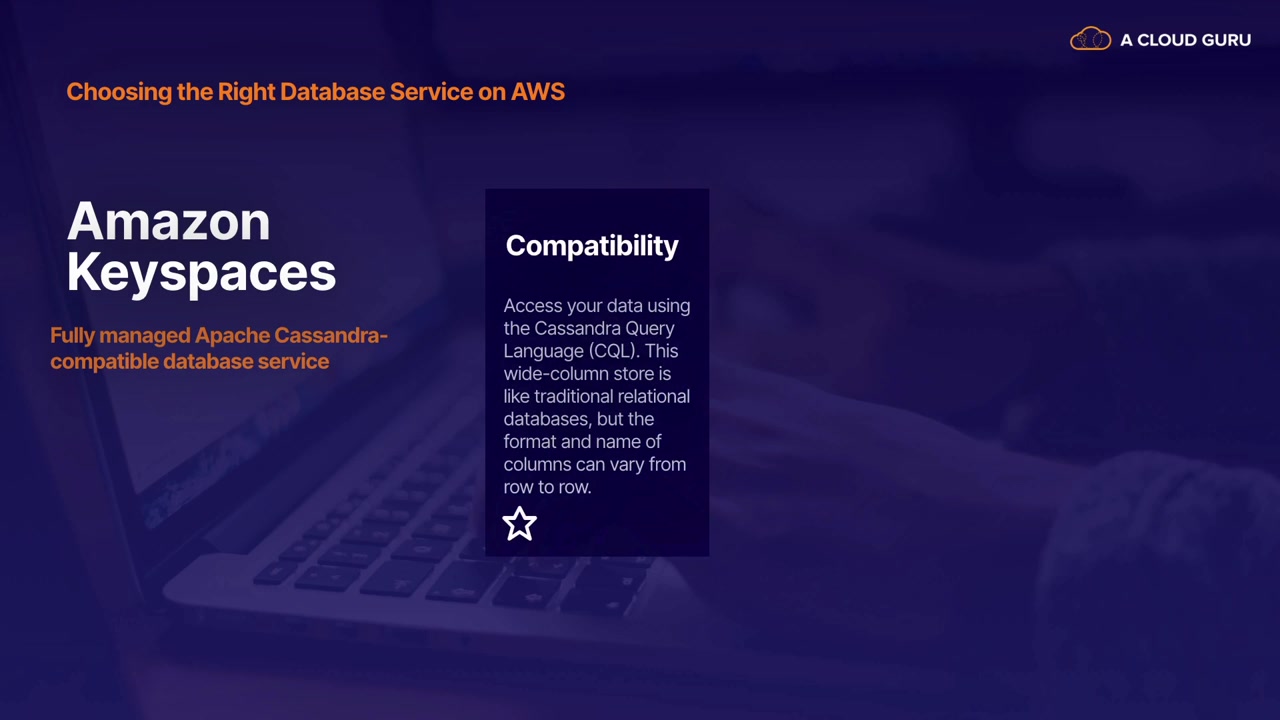 A CLOUD GURU
Choosing the Right Database Service on AWS
Amazon
Keyspaces
Fully managed Apache Cassandra-
compatible database service
Compatibility
Access your data using
the Cassandra Query
Language (CQL). This
wide-column store is
like traditional relational
databases, but the
format and name of
columns can vary from
row to row.